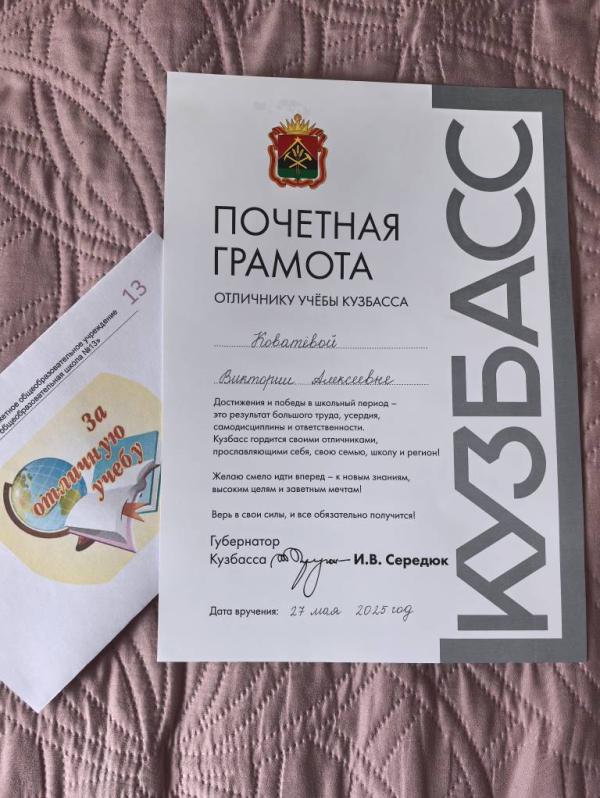 ПОЧЕТНАЯ
ГРАМОТА
ОТЛИЧНИКУ УЧЁБЫ КУЗБАССА
Ковалёвой
Виктории Алексеевне
Достижения и победы в школьный период –
это результат большого труда, усердия,
самодисциплины и ответственности.
Кузбасс гордится своими отличниками,
прославляющими себя, свою семью, школу и регион!
Желаю смело идти вперед – к новым знаниям,
высоким целям и заветным мечтам!
Верь в свои силы, и все обязательно получится!
Губернатор
Кузбасса И.В. Середюк
Дата вручения: 27 мая 2025 год
КУЗБАСС
13
жетное общеобразовательное учреждение
общеобразовательная школа №13»
За
отличную
учебу